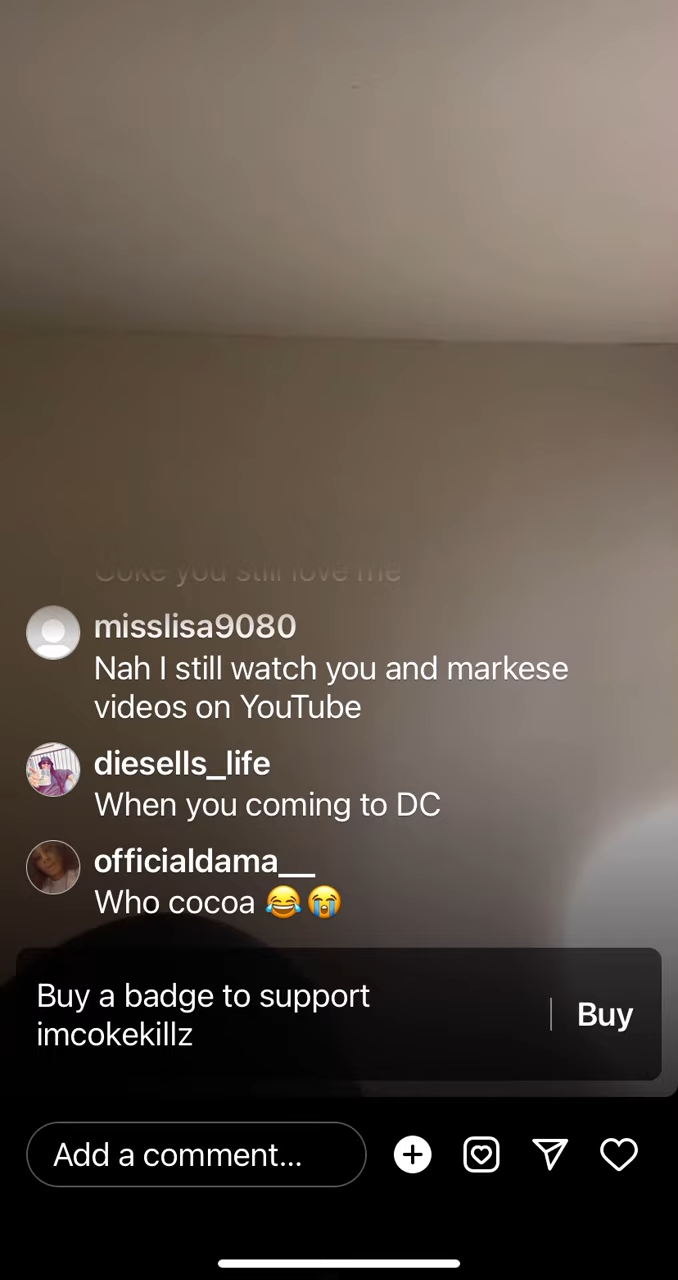 Coke you still love me
misslisa9080
Nah I still watch you and markese
videos on YouTube
diesells_life
When you coming to DC
officialdama__
Who cocoa 😂😭
Buy a badge to support
imcokekillz
Buy
Add a comment...